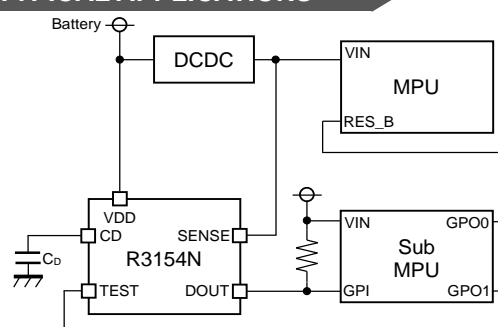 Battery
DCDC
VIN
MPU
RES_B
VDD
CD
SENSE
R3154N
TEST
DOUT
CD
VIN
GPO0
Sub
MPU
GPI
GPO1